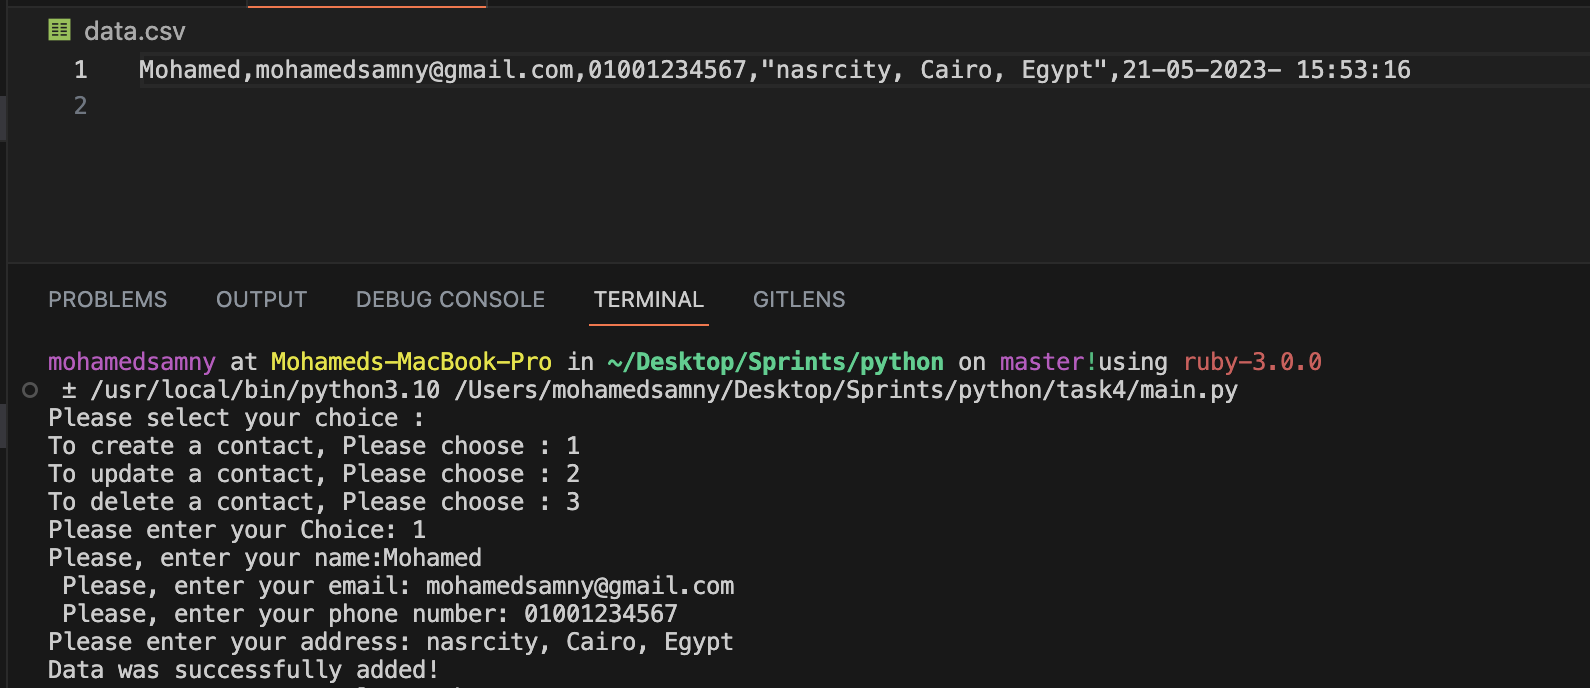 data.csv
1 Mohamed,mohamedsamny@gmail.com,01001234567,"nasrcity, Cairo, Egypt",21-05-2023- 15:53:16
2
PROBLEMS OUTPUT DEBUG CONSOLE TERMINAL GITLENS
mohamedsamny at Mohameds-MacBook-Pro in ~/Desktop/Sprints/python on master!using ruby-3.0.0
± /usr/local/bin/python3.10 /Users/mohamedsamny/Desktop/Sprints/python/task4/main.py
Please select your choice :
To create a contact, Please choose : 1
To update a contact, Please choose : 2
To delete a contact, Please choose : 3
Please enter your Choice: 1
Please, enter your name:Mohamed
Please, enter your email: mohamedsamny@gmail.com
Please, enter your phone number: 01001234567
Please enter your address: nasrcity, Cairo, Egypt
Data was successfully added!